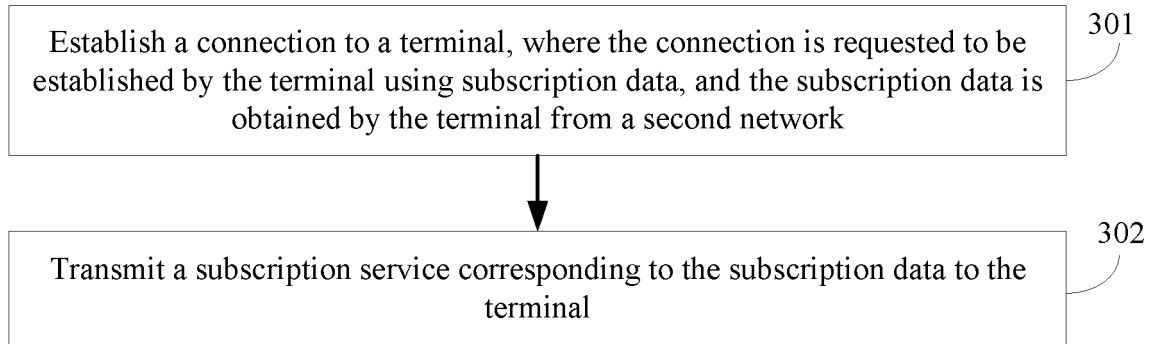 Establish a connection to a terminal, where the connection is requested to be
established by the terminal using subscription data, and the subscription data is
obtained by the terminal from a second network
301
Transmit a subscription service corresponding to the subscription data to the
terminal
302